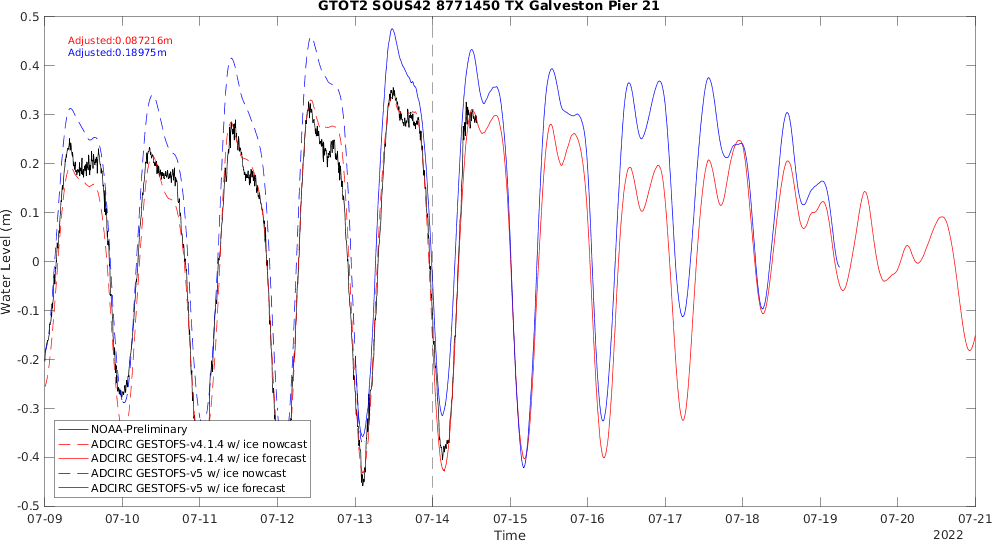 GTOT2 SOUS42 8771450 TX Galveston Pier 21
Adjusted:0.087216m
Adjusted:0.18975m
0.5
0.4
0.3
0.2
0.1
0
-0.1
-0.2
-0.3
-0.4
-0.5
Water Level (m)
NOAA-Preliminary
ADCIRC GESTOFS-v4.1.4 w/ ice nowcast
ADCIRC GESTOFS-v4.1.4 w/ ice forecast
ADCIRC GESTOFS-v5 w/ ice nowcast
ADCIRC GESTOFS-v5 w/ ice forecast
07-09 07-10 07-11 07-12 07-13 07-14 07-15 07-16 07-17 07-18 07-19 07-20 07-21
Time
2022